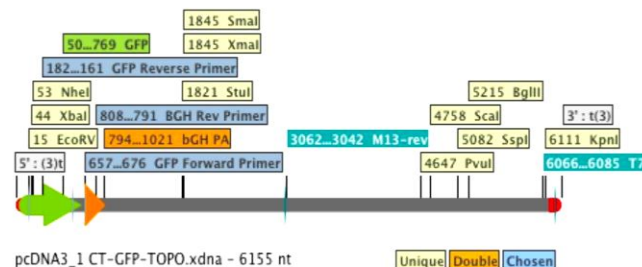 1845 SmaI
50...769 GFP
1845 XmaI
182...161 GFP Reverse Primer
53 NheI
1821 StuI
5215 BglII
44 XbaI
808...791 BGH Rev Primer
4758 ScaI
3' : t(3)
15 EcoRV
794...1021 bGH PA
3062...3042 M13-rev
5082 SspI
6111 KpnI
5' : (3)t
657...676 GFP Forward Primer
4647 PvuI
6066...6085
pcDNA3_1 CT-GFP-TOPO.xdna - 6155 nt
Unique Double Chosen